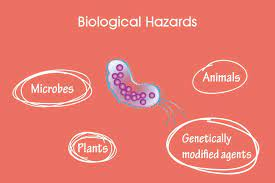 Biological Hazards
Microbes
Animals
Plants
Genetically
modified agents